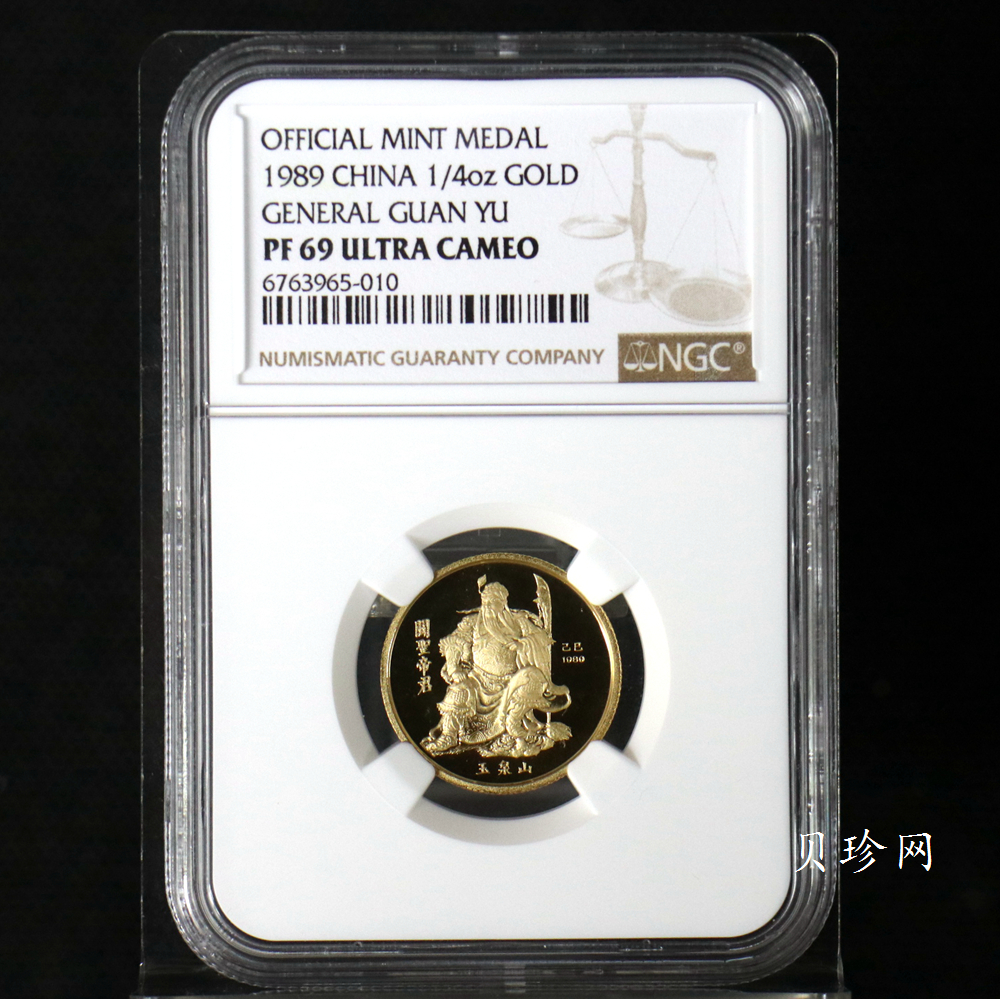 OFFICIAL MINT MEDAL
1989 CHINA 1/4oz GOLD
GENERAL GUAN YU
PF 69 ULTRA CAMEO
6763965-010
NUMISMATIC GUARANTY COMPANY
NGC®
關聖帝君
己巳
1989
玉泉山
贝珍网